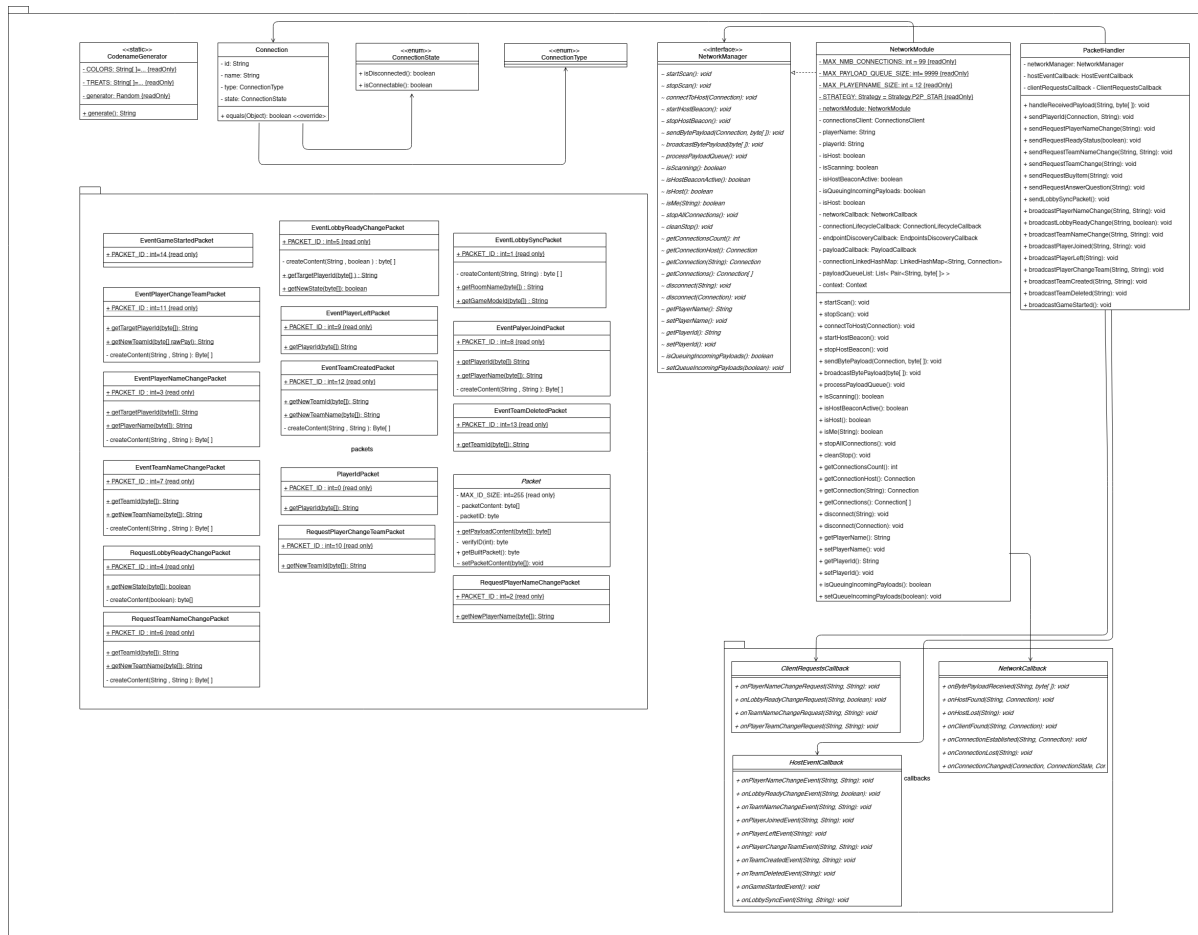 <<static>>
CodenameGenerator
- COLORS: String[ ]=... {readOnly}
- TREATS: String[ ]=... {readOnly}
- generator: Random {readOnly}
+ generate(): String
Connection
- id: String
- name: String
- type: ConnectionType
- state: ConnectionState
+ equals(Object): boolean <<override>>
<<enum>>
ConnectionState
+ isDisconnected(): boolean
+ isConnectable(): boolean
<<enum>>
ConnectionType
<<interface>>
NetworkManager
~ startScan(): void
~ stopScan(): void
~ connectToHost(Connection): void
~ startHostBeacon(): void
~ stopHostBeacon(): void
~ sendBytePayload(Connection, byte[ ]): void
~ broadcastBytePayload(byte[ ]): void
~ processPayloadQueue(): void
~ isScanning(): boolean
~ isHostBeaconActive(): boolean
~ isHost(): boolean
~ isMe(String): boolean
~ stopAllConnections(): void
~ cleanStop(): void
~ getConnectionsCount(): int
~ getConnectionHost(): Connection
~ getConnection(String): Connection
~ getConnections(): Connection[ ]
~ disconnect(String): void
~ disconnect(Connection): void
~ getPlayerName(): String
~ setPlayerName(): void
~ getPlayerId(): String
~ setPlayerId(): void
~ isQueuingIncomingPayloads(): boolean
~ setQueueIncomingPayloads(boolean): void
NetworkModule
- MAX_NMB_CONNECTIONS: int = 99 {readOnly}
- MAX_PAYLOAD_QUEUE_SIZE: int= 9999 {readOnly}
- MAX_PLAYERNAME_SIZE: int = 12 {readOnly}
- STRATEGY: Strategy = Strategy.P2P_STAR {readOnly}
- networkModule: NetworkModule
- connectionsClient: ConnectionsClient
- playerName: String
- playerId: String
- isHost: boolean
- isScanning: boolean
- isHostBeaconActive: boolean
- isQueuingIncomingPayloads: boolean
- isHost: boolean
- networkCallback: NetworkCallback
- connectionLifecycleCallback: ConnectionLifecycleCallback
- endpointDiscoveryCallback: EndpointsDiscoveryCallback
- payloadCallback: PayloadCallback
- connectionLinkedHashMap: LinkedHashMap<String, Connection>
- payloadQueueList: List< Pair<String, byte[ ]> >
- context: Context
+ startScan(): void
+ stopScan(): void
+ connectToHost(Connection): void
+ startHostBeacon(): void
+ stopHostBeacon(): void
+ sendBytePayload(Connection, byte[ ]): void
+ broadcastBytePayload(byte[ ]): void
+ processPayloadQueue(): void
+ isScanning(): boolean
+ isHostBeaconActive(): boolean
+ isHost(): boolean
+ isMe(String): boolean
+ stopAllConnections(): void
+ cleanStop(): void
+ getConnectionsCount(): int
+ getConnectionHost(): Connection
+ getConnection(String): Connection
+ getConnections(): Connection[ ]
+ disconnect(String): void
+ disconnect(Connection): void
+ getPlayerName(): String
+ setPlayerName(): void
+ getPlayerId(): String
+ setPlayerId(): void
+ isQueuingIncomingPayloads(): boolean
+ setQueueIncomingPayloads(boolean): void
PacketHandler
- networkManager: NetworkManager
- hostEventCallback: HostEventCallback
- clientRequestsCallback - ClientRequestsCallback
+ handleReceivedPayload(String, byte[ ]): void
+ sendPlayerId(Connection, String): void
+ sendRequestPlayerNameChange(String): void
+ sendRequestReadyStatus(boolean): void
+ sendRequestTeamNameChange(String, String): void
+ sendRequestTeamChange(String): void
+ sendRequestBuyItem(String): void
+ sendRequestAnswerQuestion(String): void
+ sendLobbySyncPacket(): void
+ broadcastPlayerNameChange(String, String): void
+ broadcastLobbyReadyChange(String, boolean): void
+ broadcastTeamNameChange(String, String): void
+ broadcastPlayerJoined(String, String): void
+ broadcastPlayerLeft(String): void
+ broadcastPlayerChangeTeam(String, String): void
+ broadcastTeamCreated(String, String): void
+ broadcastTeamDeleted(String): void
+ broadcastGameStarted(): void
EventGameStartedPacket
+ PACKET_ID: int=14 {read only}
EventPlayerChangeTeamPacket
+ PACKET_ID : int=11 {read only}
+ getTargetPlayerId(byte[]): String
+ getNewTeamId(byte[] rawPayl): String
- createContent(String , String ): Byte[ ]
EventPlayerNameChangePacket
+ PACKET_ID : int=3 {read only}
+ getTargetPlayerId(byte[]): String
+ getPlayerName(byte[]): String
- createContent(String , String ): Byte[ ]
EventTeamNameChangePacket
+ PACKET_ID : int=7 {read only}
+ getTeamId(byte[]): String
+ getNewTeamName(byte[]): String
- createContent(String , String ): Byte[ ]
RequestLobbyReadyChangePacket
+ PACKET_ID : int=4 {read only}
+ getNewState(byte[]): boolean
- createContent(boolean): byte[]
RequestTeamNameChangePacket
+ PACKET_ID : int=6 {read only}
+ getTeamId(byte[]): String
+ getNewTeamName(byte[]): String
- createContent(String , String ): Byte[ ]
EventLobbyReadyChangePacket
+ PACKET_ID : int=5 {read only}
- createContent(String , boolean ) : byte[ ]
+ getTargetPlayerId(byte[ ] ) : String
+ getNewState(byte[]): boolean
EventPlayerLeftPacket
+ PACKET_ID : int=9 {read only}
+ getPlayerId(byte[]): String
EventTeamCreatedPacket
+ PACKET_ID : int=12 {read only}
+ getNewTeamId(byte[]): String
+ getNewTeamName(byte[]): String
- createContent(String , String ): Byte[ ]
packets
PlayerIdPacket
+ PACKET_ID : int=0 {read only}
+ getPlayerId(byte[]): String
RequestPlayerChangeTeamPacket
+ PACKET_ID : int=10 {read only}
+ getNewTeamId(byte[]): String
EventLobbySyncPacket
+ PACKET_ID : int=1 {read only}
- createContent(String, String) : byte[ ]
+ getRoomName(byte[]) : String
+ getGameModeId(byte[]) : String
EventPalyerJoindPacket
+ PACKET_ID : int=8 {read only}
+ getPlayerId(byte[]) String
+ getPlayerName(byte[]): String
- createContent(String , String ): Byte[ ]
EventTeamDeletedPacket
+ PACKET_ID : int=13 {read only}
+ getTeamId(byte[]): String
Packet
- MAX_ID_SIZE: int=255 {read only}
~ packetContent: byte[]
~ packetID: byte
+ getPayloadContent(byte[]): byte[]
- verifyID(int): byte
+ getBuiltPacket(): byte
~ setPacketContent(byte[]): void
RequestPlayerNameChangePacket
+ PACKET_ID : int=2 {read only}
+ getNewPlayerName(byte[]): String
ClientRequestsCallback
+ onPlayerNameChangeRequest(String, String): void
+ onLobbyReadyChangeRequest(String, boolean): void
+ onTeamNameChangeRequest(String, String): void
+ onPlayerTeamChangeRequest(String, String): void
NetworkCallback
+ onBytePayloadReceived(String, byte[ ]): void
+ onHostFound(String, Connection): void
+ onHostLost(String): void
+ onClientFound(String, Connection): void
+ onConnectionEstablished(String, Connection): void
+ onConnectionLost(String): void
+ onConnectionChanged(Connection, ConnectionState, Cor
HostEventCallback
+ onPlayerNameChangeEvent(String, String): void
+ onLobbyReadyChangeEvent(String, boolean): void
+ onTeamNameChangeEvent(String, String): void
+ onPlayerJoinedEvent(String, String): void
+ onPlayerLeftEvent(String): void
+ onPlayerChangeTeamEvent(String, String): void
+ onTeamCreatedEvent(String, String): void
+ onTeamDeletedEvent(String, String): void
+ onGameStartedEvent(): void
+ onLobbySyncEvent(String, String): void
callbacks